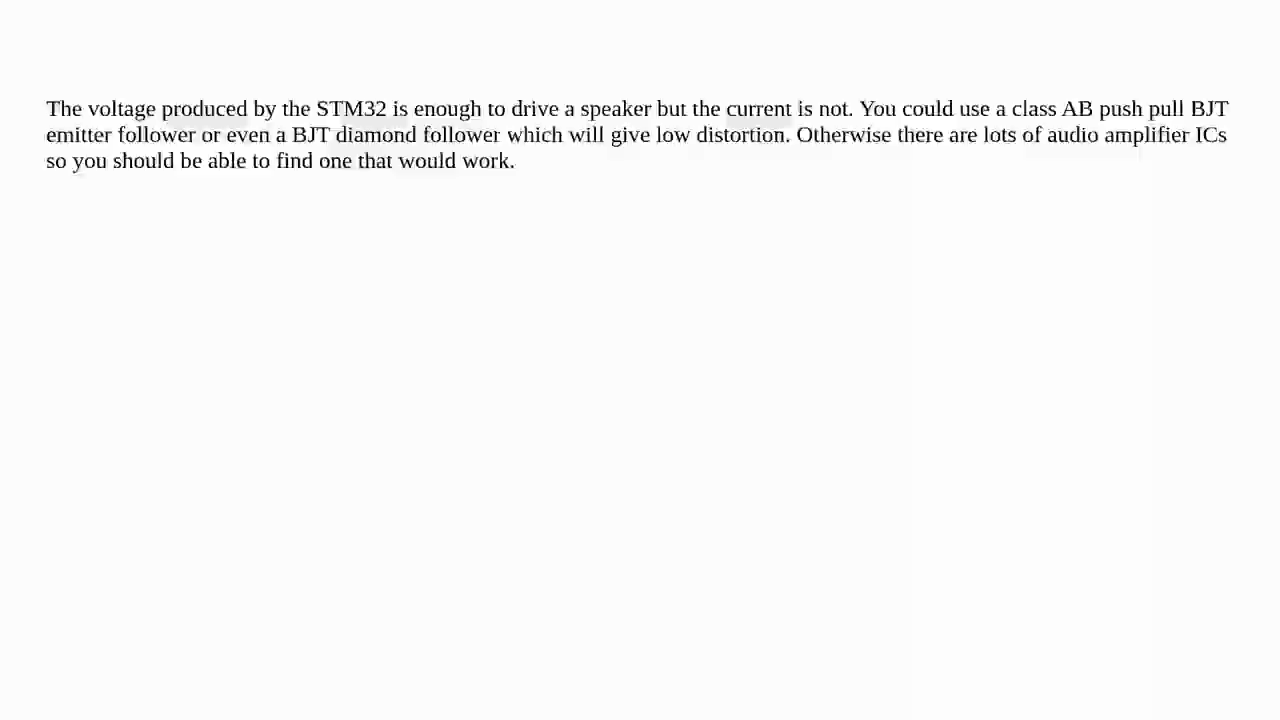 The voltage produced by the STM32 is enough to drive a speaker but the current is not. You could use a class AB push pull BJT
emitter follower or even a BJT diamond follower which will give low distortion. Otherwise there are lots of audio amplifier ICs
so you should be able to find one that would work.